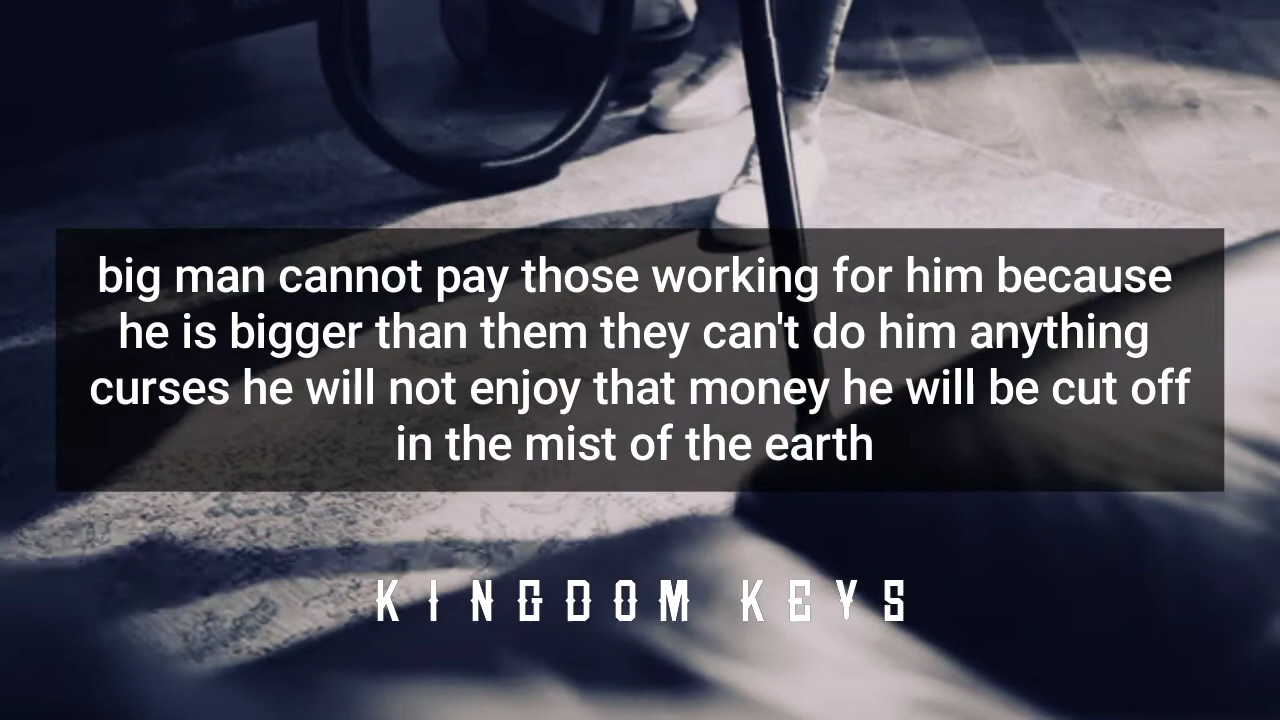 big man cannot pay those working for him because
he is bigger than them they can't do him anything
curses he will not enjoy that money he will be cut off
in the mist of the earth
KINGDOM KEYS